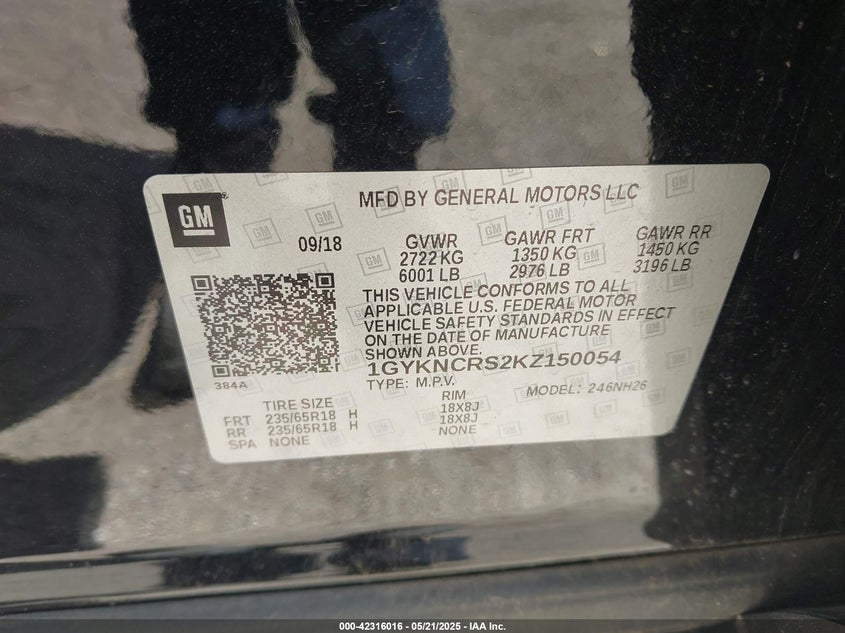 GM
MFD BY GENERAL MOTORS LLC
09/18
GVWR GAWR FRT GAWR RR
2722 KG 1350 KG 1450 KG
6001 LB 2976 LB 3196 LB
THIS VEHICLE CONFORMS TO ALL
APPLICABLE U.S. FEDERAL MOTOR
VEHICLE SAFETY STANDARDS IN EFFECT
ON THE DATE OF MANUFACTURE
SHOWN ABOVE.
1GYKNCRS2KZ150054
384A
TYPE: M.P.V. MODEL: 246NH26
TIRE SIZE RIM
FRT 235/65R18 H 18X8J
RR 235/65R18 H 18X8J
SPA NONE NONE
000-42316016 - 05/21/2025 - IAA Inc.